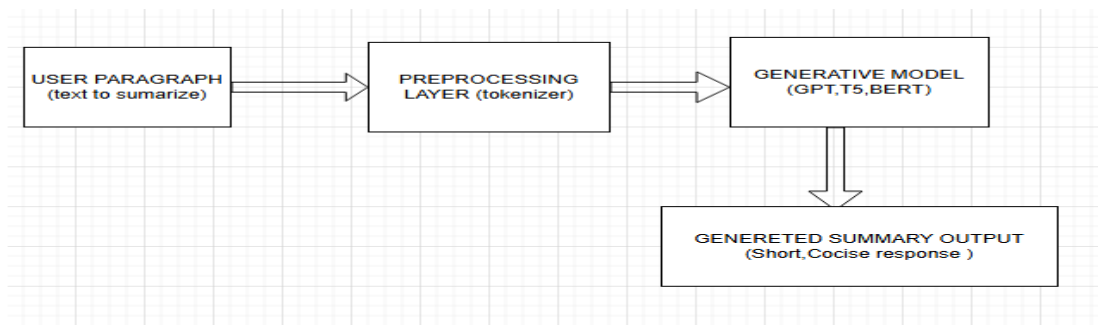 USER PARAGRAPH
(text to sumarize)
PREPROCESSING
LAYER (tokenizer)
GENERATIVE MODEL
(GPT,T5,BERT)
GENERETED SUMMARY OUTPUT
(Short,Cocise response )